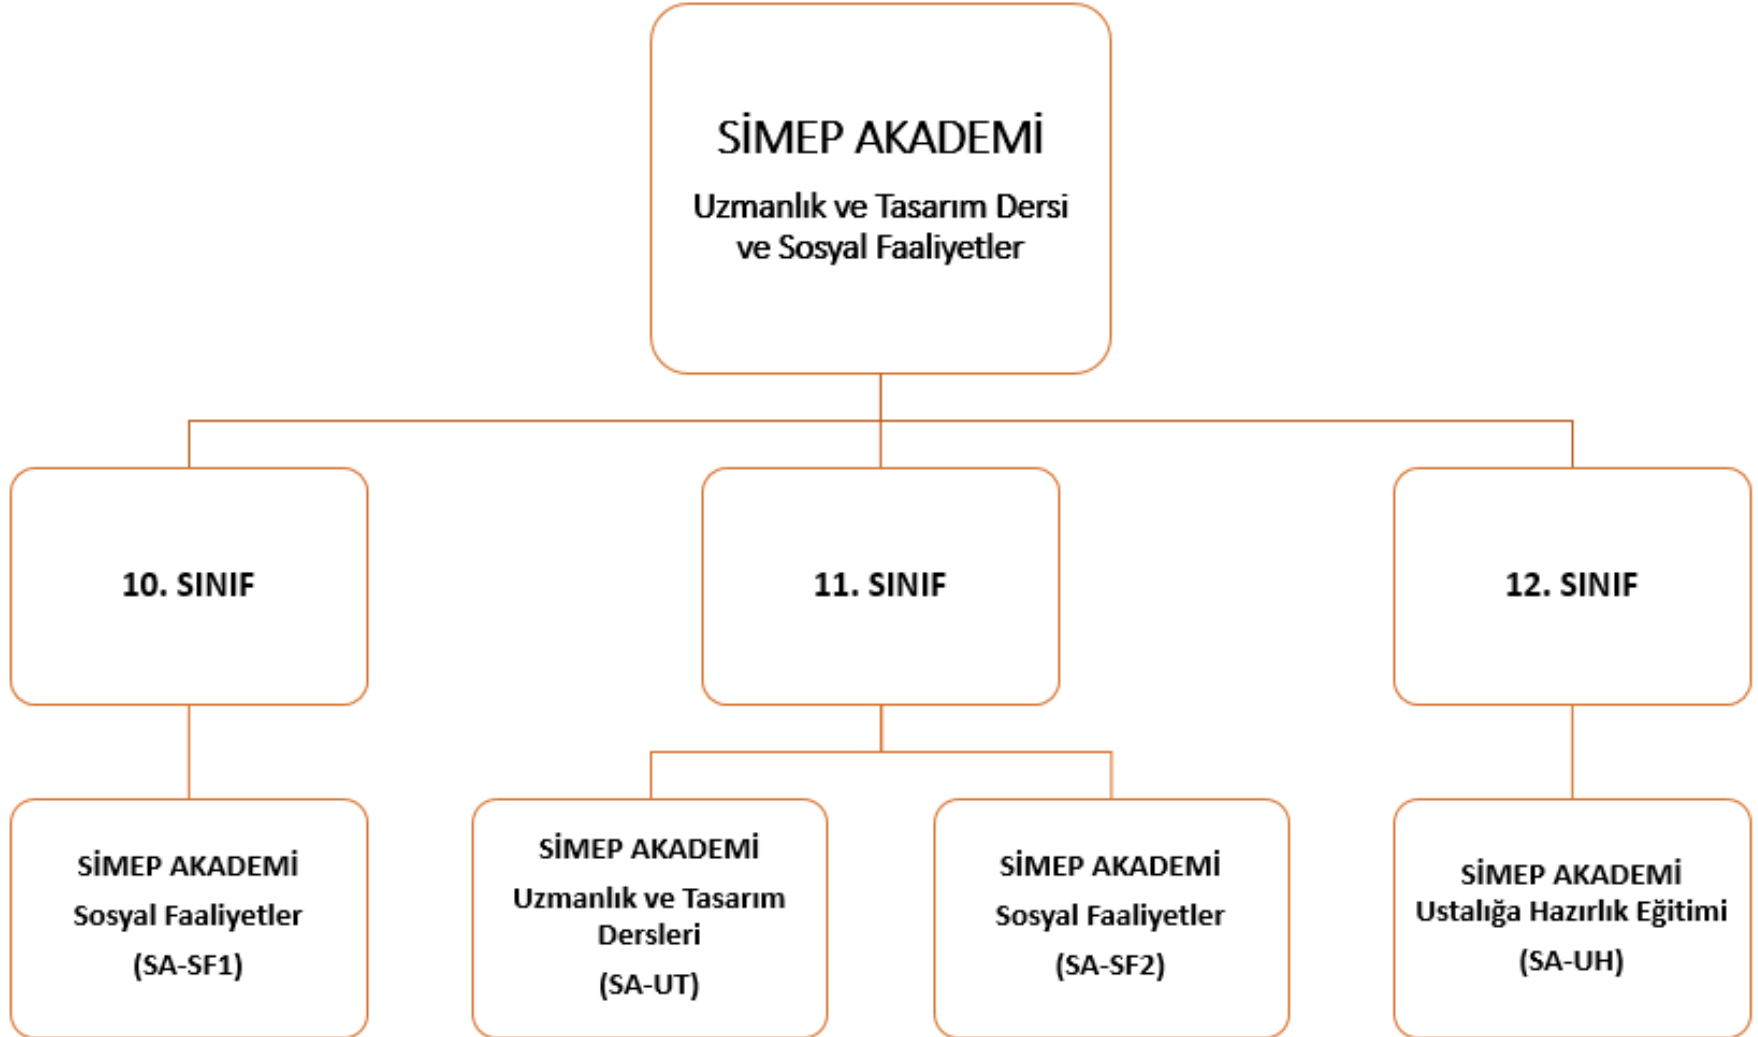 SİMEP AKADEMİ
Uzmanlık ve Tasarım Dersi
ve Sosyal Faaliyetler
10. SINIF
11. SINIF
12. SINIF
SİMEP AKADEMİ
Sosyal Faaliyetler
(SA-SF1)
SİMEP AKADEMİ
Uzmanlık ve Tasarım
Dersleri
(SA-UT)
SİMEP AKADEMİ
Sosyal Faaliyetler
(SA-SF2)
SİMEP AKADEMİ
Ustalığa Hazırlık Eğitimi
(SA-UH)